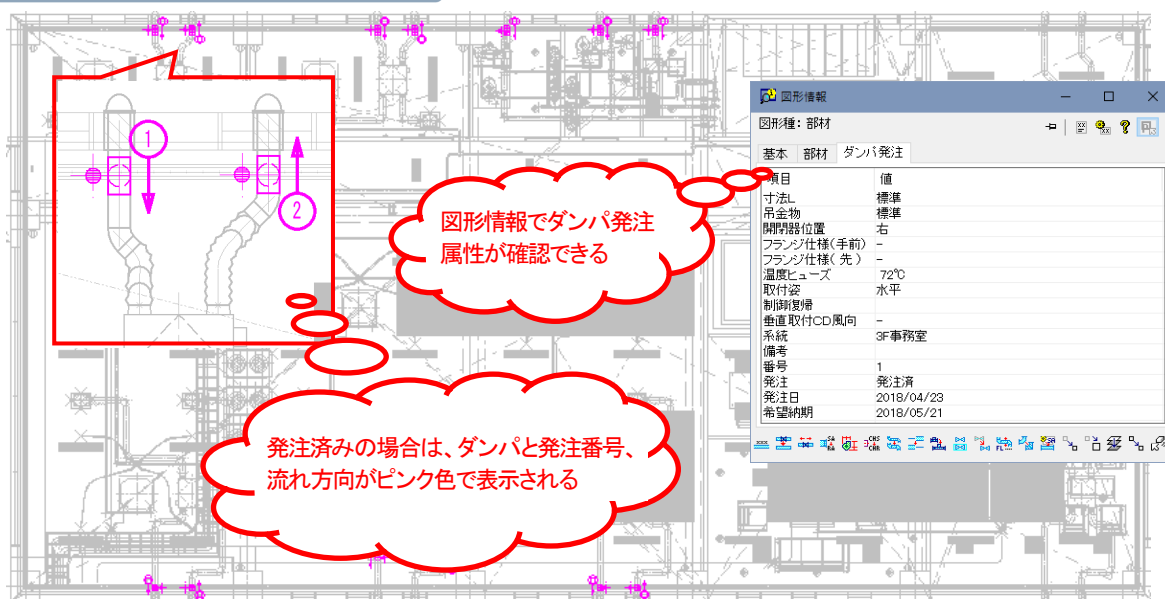 1
2
図形情報でダンパ発注
属性が確認できる
発注済みの場合は、ダンパと発注番号、
流れ方向がピンク色で表示される
図形情報
図形種: 部材
基本 部材 ダンパ発注
項目 値
寸法L 標準
吊金物 標準
開閉器位置 右
フランジ仕様(手前) -
フランジ仕様(先) -
温度ヒューズ 72℃
取付姿 水平
制御復帰
垂直取付CD風向 -
系統 3F事務室
備考
番号 1
発注 発注済
発注日 2018/04/23
希望納期 2018/05/21